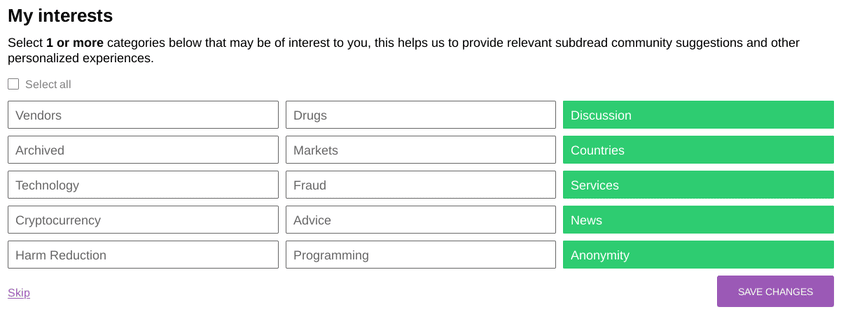 My interests
Select 1 or more categories below that may be of interest to you, this helps us to provide relevant subdread community suggestions and other
personalized experiences.
Select all
Vendors Drugs Discussion
Archived Markets Countries
Technology Fraud Services
Cryptocurrency Advice News
Harm Reduction Programming Anonymity
Skip SAVE CHANGES